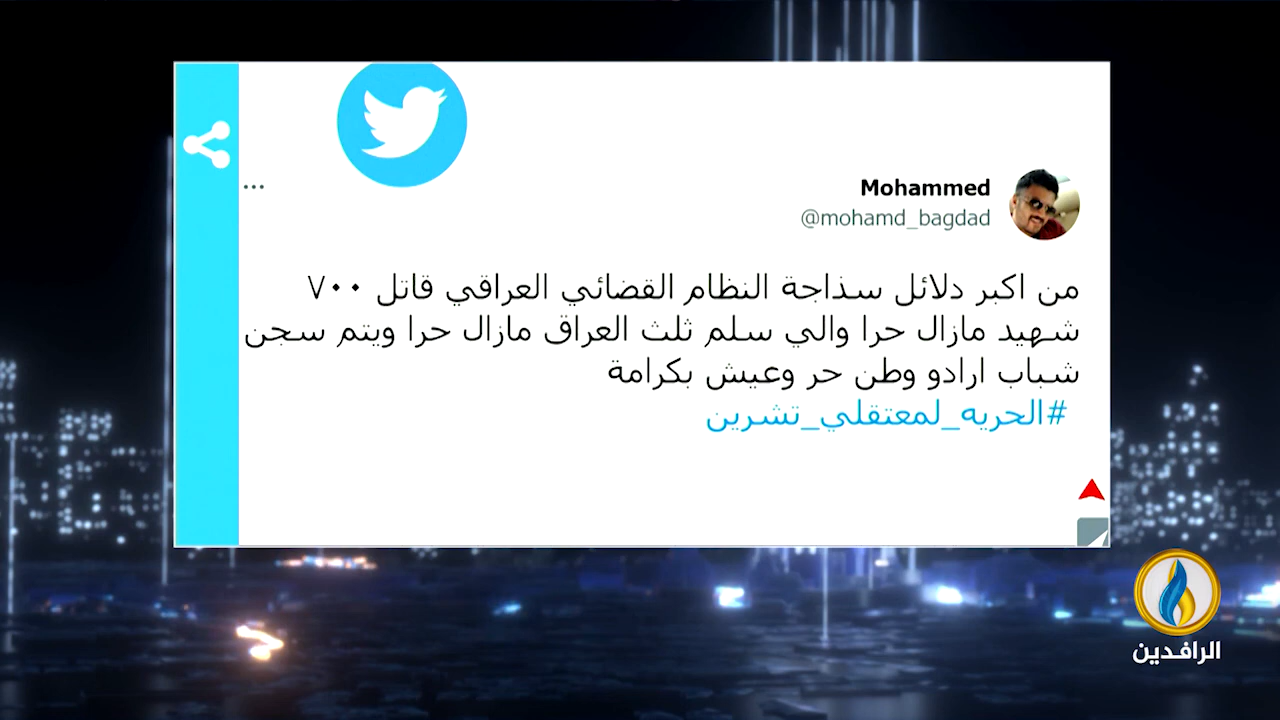 Mohammed
@mohamd_bagdad
من اكبر دلائل سذاجة النظام القضائي العراقي قاتل ٧٠٠
شهيد مازال حرا والي سلم ثلث العراق مازال حرا ويتم سجن
شباب ارادو وطن حر وعيش بكرامة
#الحريه_لمعتقلي_تشرين
الرافدين